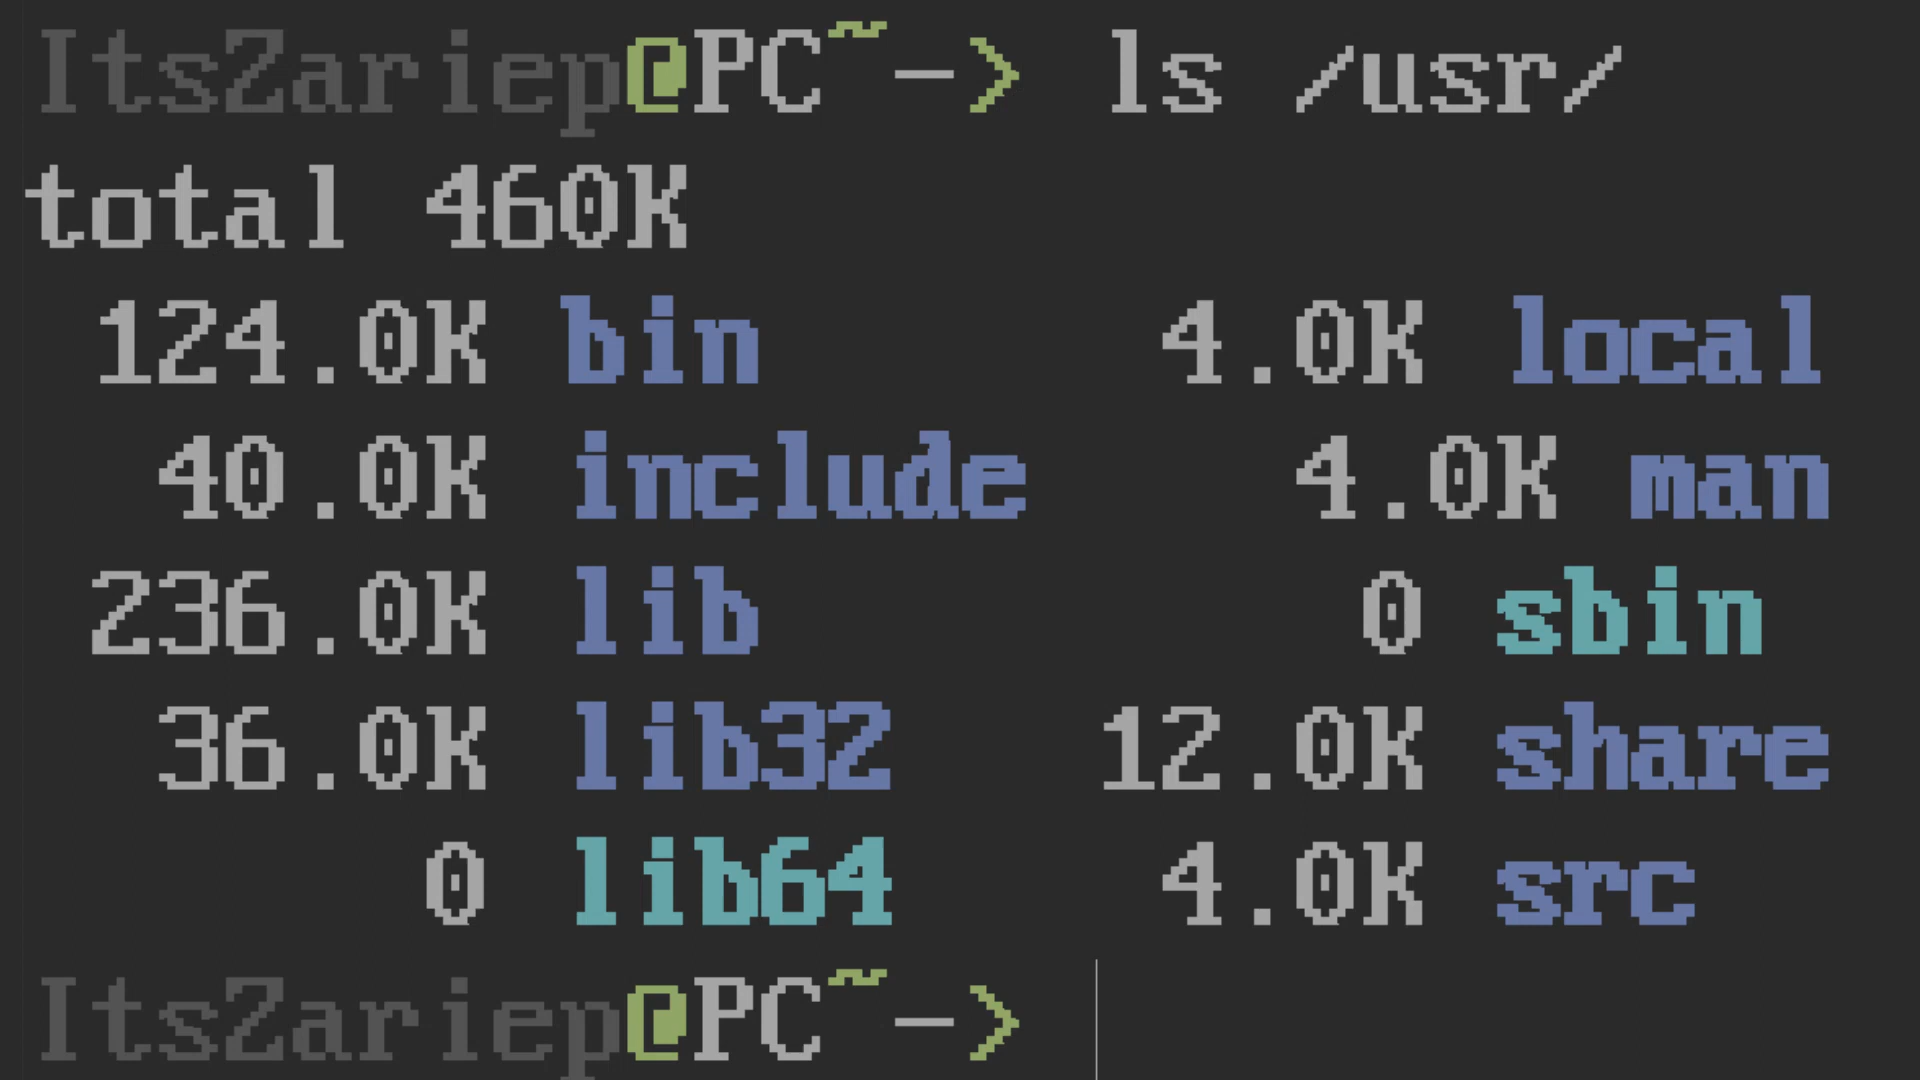 ItsZariep@PC~-> ls /usr/
total 460K
124.0K bin 4.0K local
40.0K include 4.0K man
236.0K lib 0 sbin
36.0K lib32 12.0K share
0 lib64 4.0K src
ItsZariep@PC~->